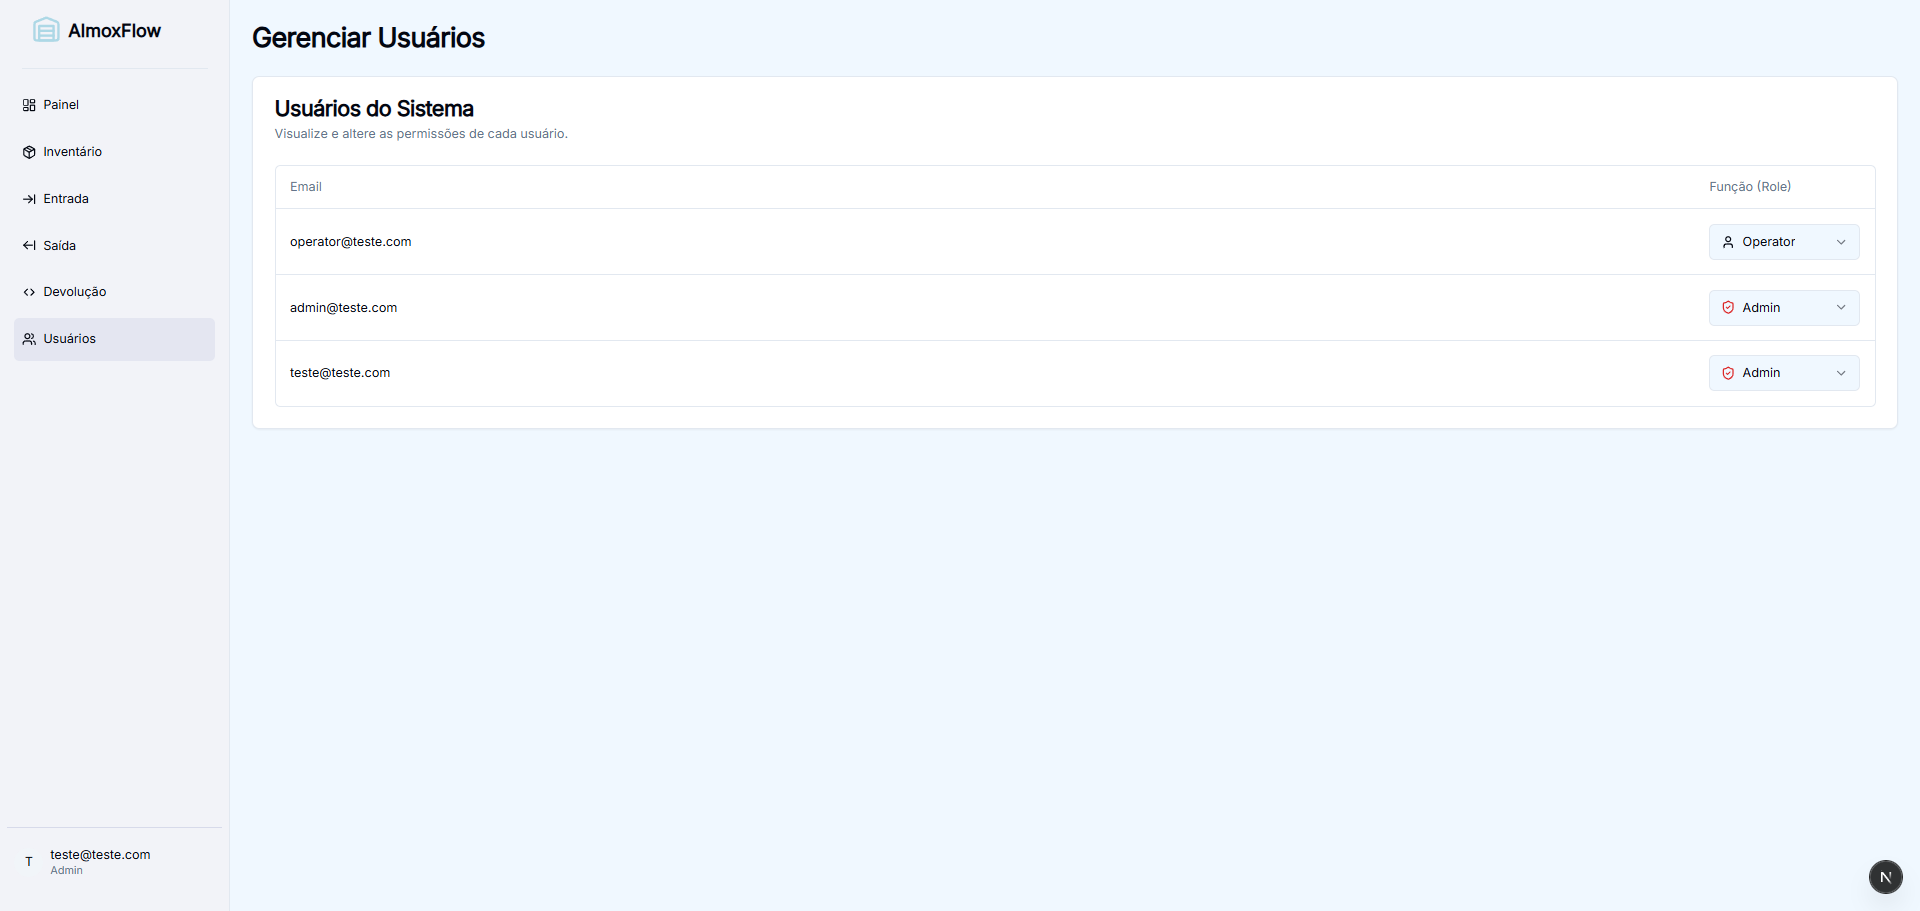 AlmoxFlow
Painel
Inventário
Entrada
Saída
Devolução
Usuários
T
teste@teste.com
Admin
Gerenciar Usuários
Usuários do Sistema
Visualize e altere as permissões de cada usuário.
Email Função (Role)
operator@teste.com Operator
admin@teste.com Admin
teste@teste.com Admin
N